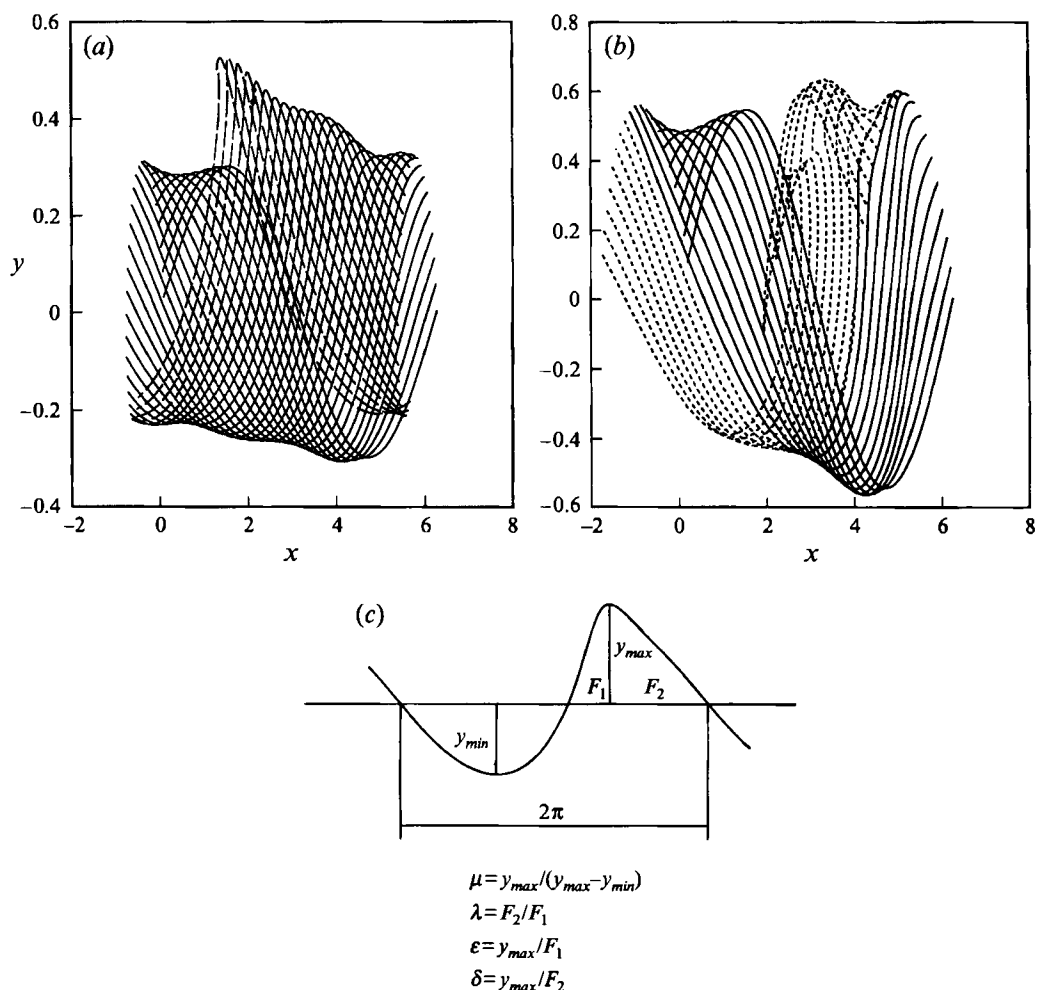 (a)
0.6
0.4
0.2
y
0
−0.2
−0.4
−2 0 2 4 6 8
x
(b)
0.8
0.6
0.4
0.2
0
−0.2
−0.4
−0.6
−2 0 2 4 6 8
x
(c)
y_max
F_1 F_2
y_min
2π
μ = y_max/(y_max−y_min)
λ = F_2/F_1
ε = y_max/F_1
δ = y_max/F_2